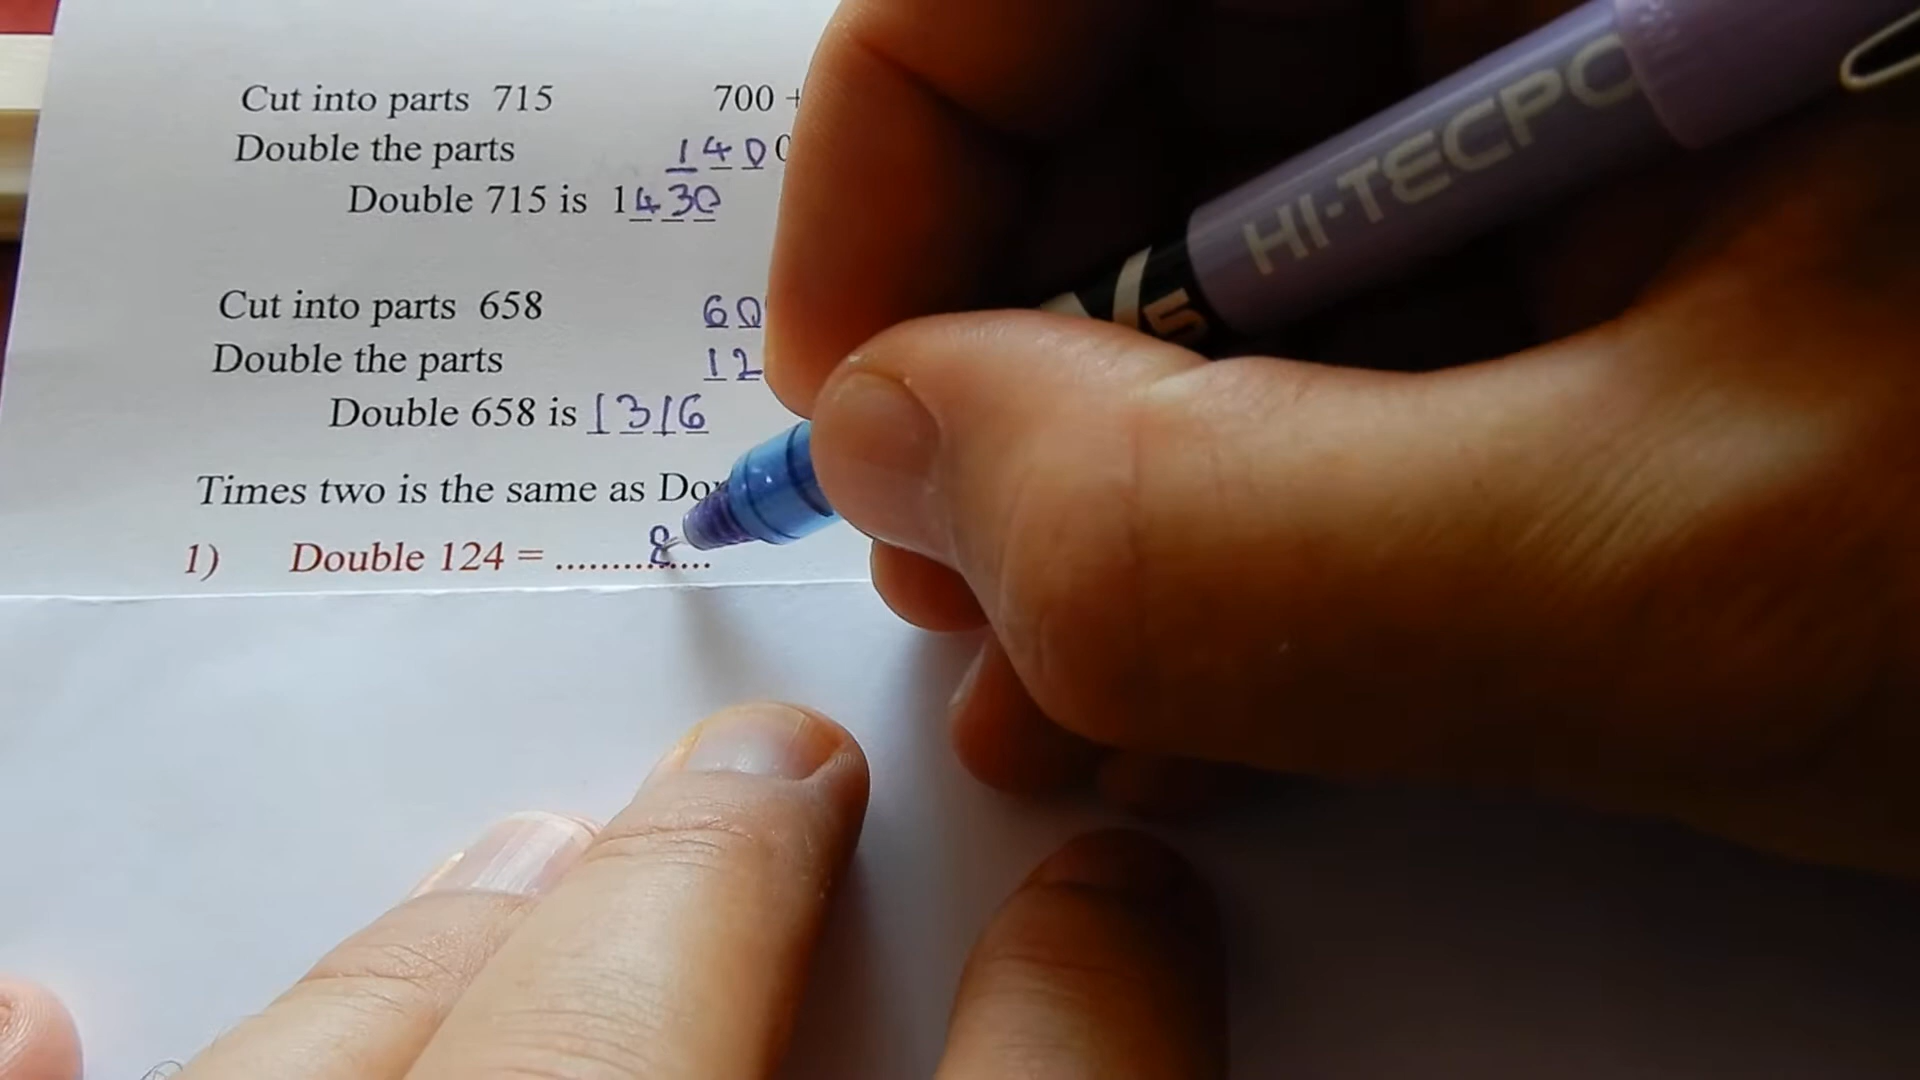 Cut into parts 715 700 +
Double the parts 1400
Double 715 is 1430
Cut into parts 658 60
Double the parts 12
Double 658 is 1316
Times two is the same as
1) Double 124 = .......8......
HI-TECPO
V5